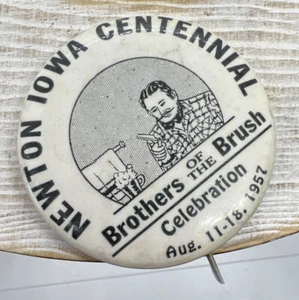 NEWTON IOWA CENTENNIAL
Brothers OF THE Brush
Celebration
Aug. 11-18, 1957